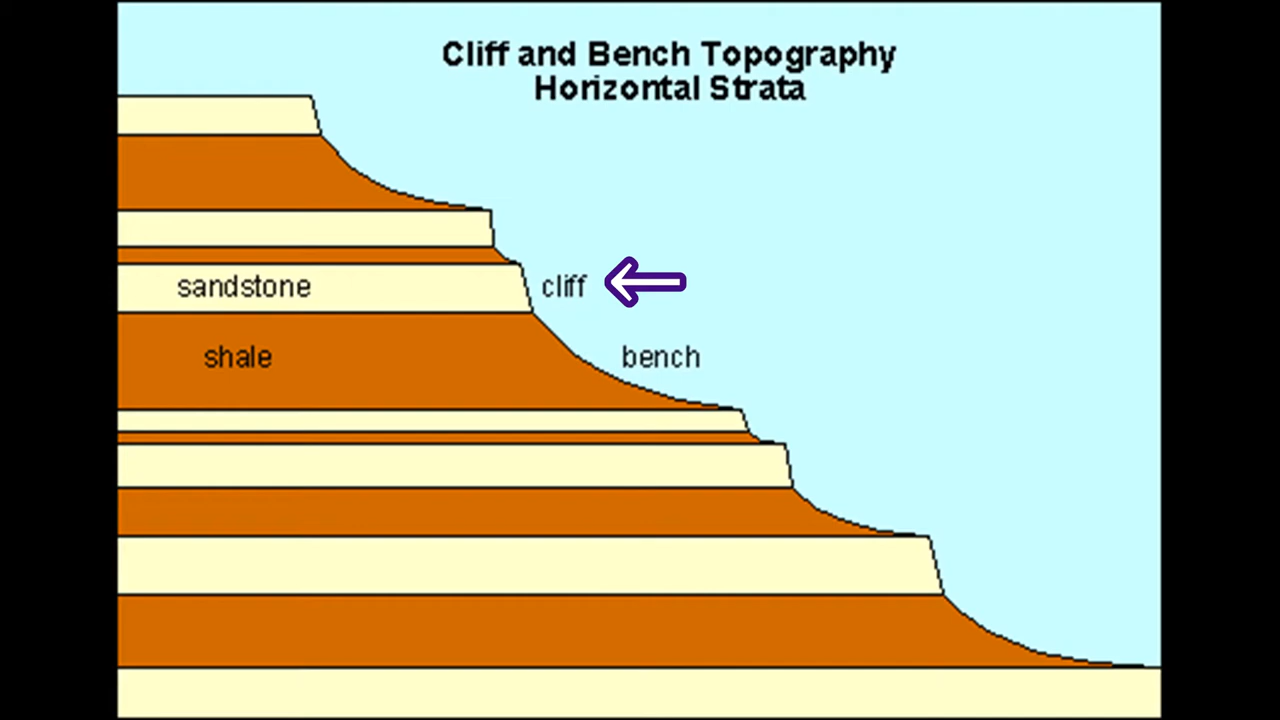 Cliff and Bench Topography
Horizontal Strata
sandstone
cliff
shale
bench